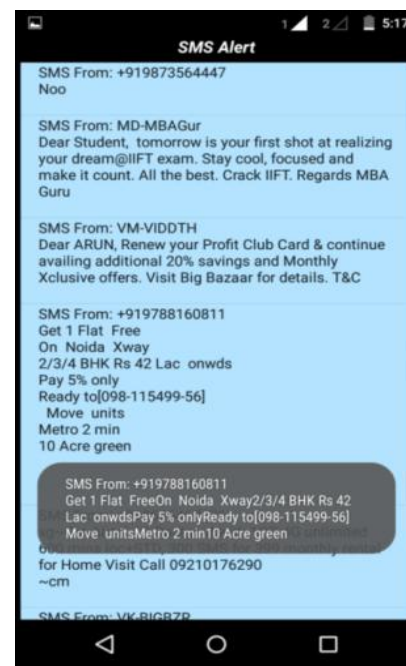 1 2 5:17
SMS Alert
SMS From: +919873564447
Noo
SMS From: MD-MBAGur
Dear Student, tomorrow is your first shot at realizing
your dream@IIFT exam. Stay cool, focused and
make it count. All the best. Crack IIFT. Regards MBA
Guru
SMS From: VM-VIDDTH
Dear ARUN, Renew your Profit Club Card & continue
availing additional 20% savings and Monthly
Xclusive offers. Visit Big Bazaar for details. T&C
SMS From: +919788160811
Get 1 Flat Free
On Noida Xway
2/3/4 BHK Rs 42 Lac onwds
Pay 5% only
Ready to[098-115499-56]
Move units
Metro 2 min
10 Acre green
SMS From: +919788160811
Get 1 Flat FreeOn Noida Xway2/3/4 BHK Rs 42
Lac onwdsPay 5% onlyReady to[098-115499-56]
Move unitsMetro 2 min10 Acre green
for Home Visit Call 09210176290
~cm
SMS From: VK-BIGBZR